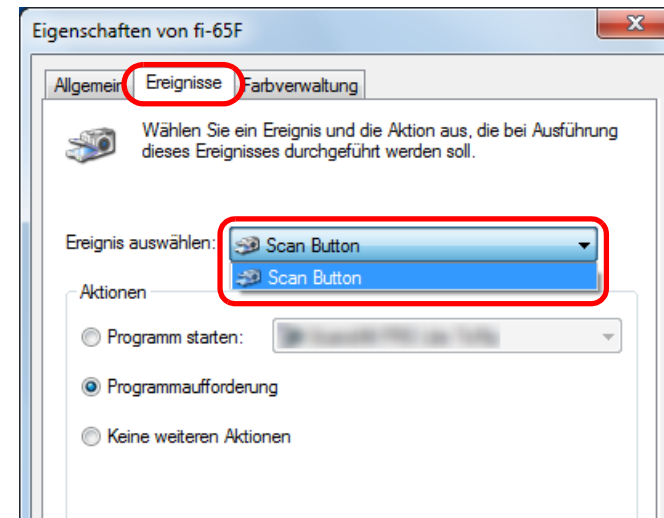 Eigenschaften von fi-65F
Allgemein Ereignisse Farbverwaltung
Wählen Sie ein Ereignis und die Aktion aus, die bei Ausführung
dieses Ereignisses durchgeführt werden soll.
Ereignis auswählen: Scan Button
Scan Button
Aktionen
Programm starten:
Programmaufforderung
Keine weiteren Aktionen